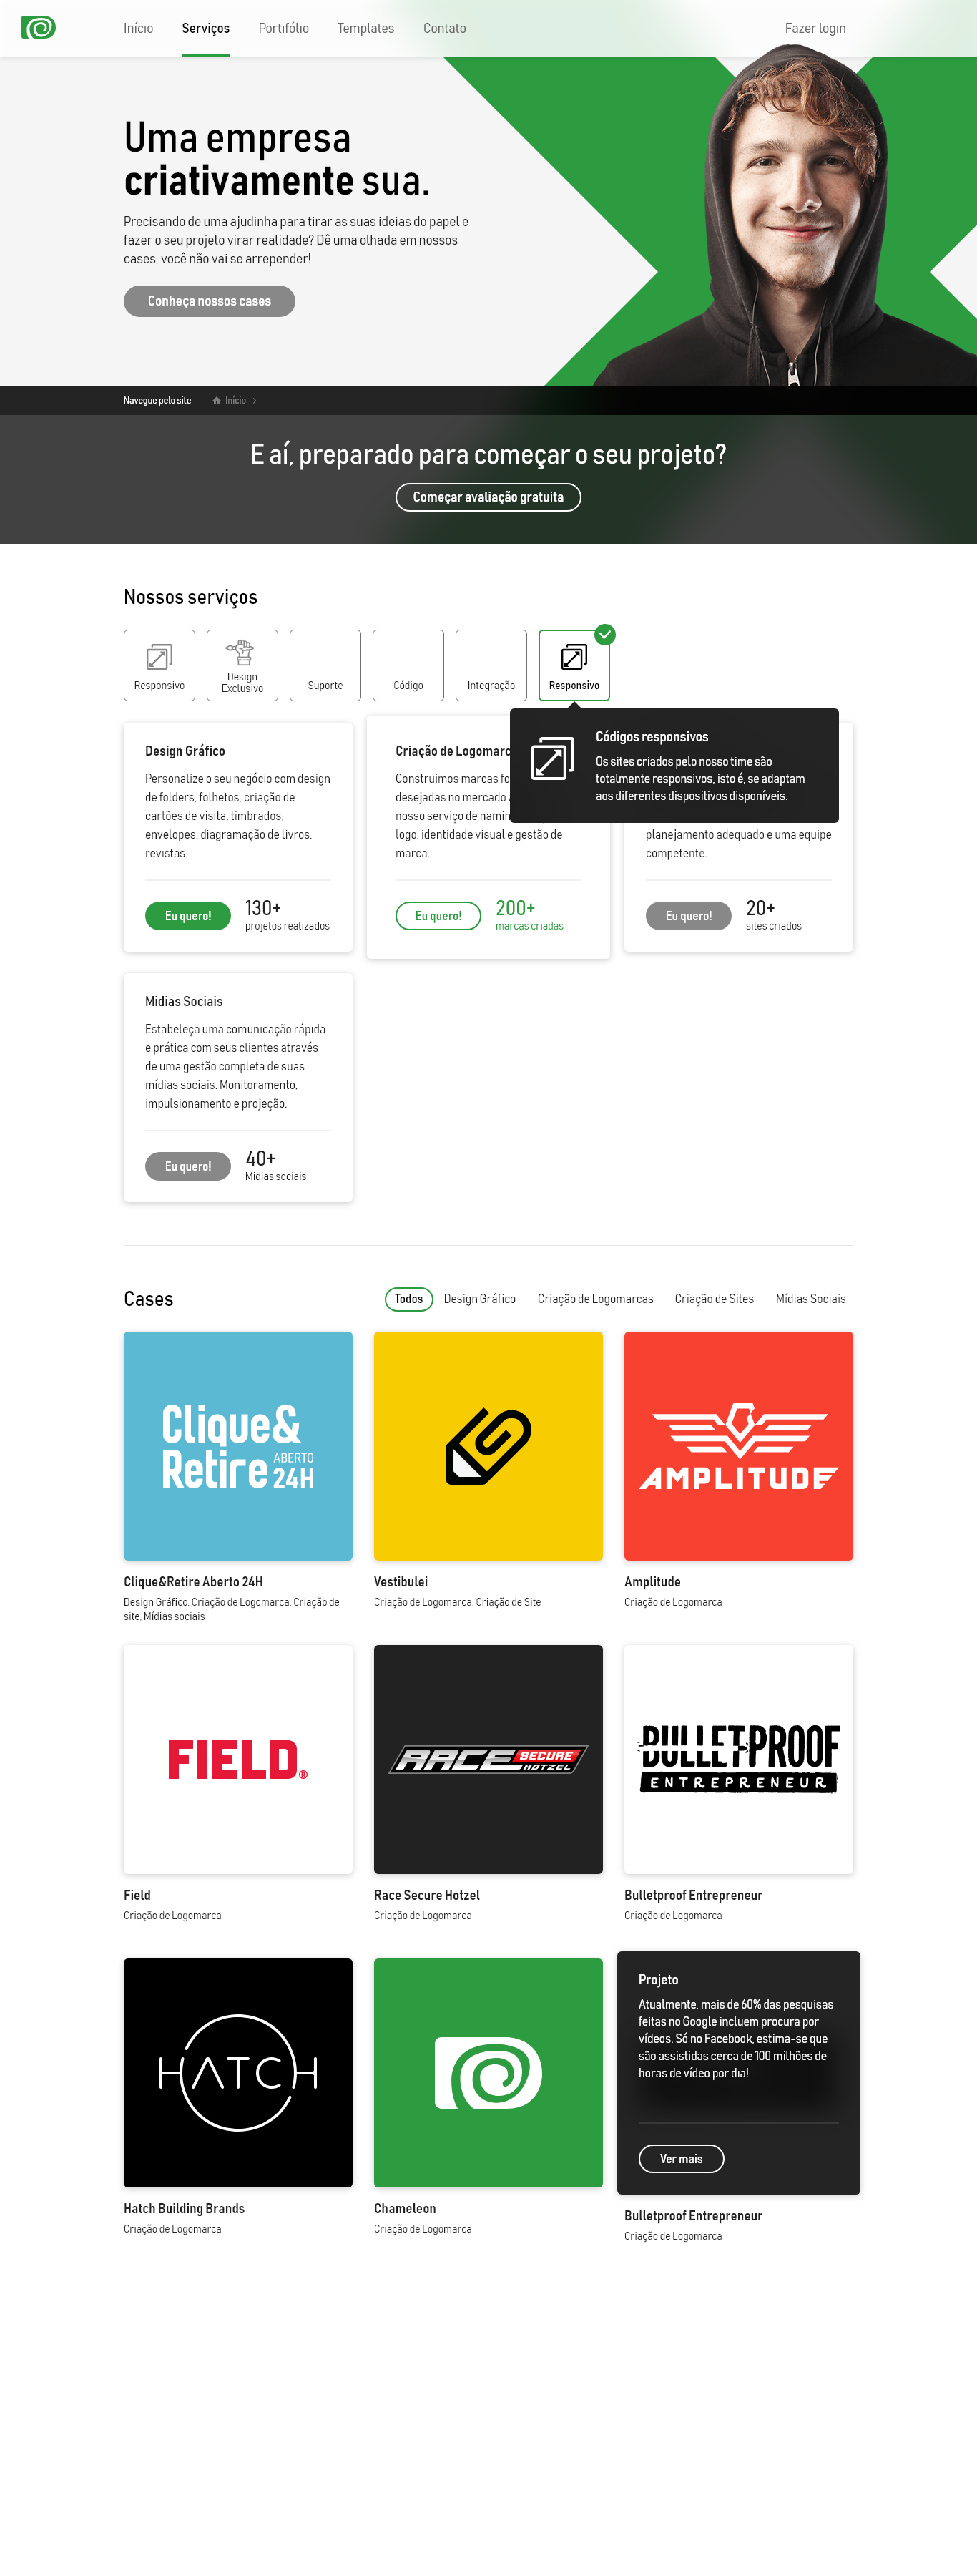 Início
Serviços
Portifólio
Templates
Contato
Fazer login
Uma empresa
criativamente sua.
Precisando de uma ajudinha para tirar as suas ideias do papel e
fazer o seu projeto virar realidade? Dê uma olhada em nossos
cases, você não vai se arrepender!
Conheça nossos cases
Navegue pelo site
Início
E aí, preparado para começar o seu projeto?
Começar avaliação gratuita
Nossos serviços
Responsivo
Design
Exclusivo
Suporte
Código
Integração
Responsivo
Códigos responsivos
Os sites criados pelo nosso time são
totalmente responsivos, isto é, se adaptam
aos diferentes dispositivos disponíveis.
Design Gráfico
Personalize o seu negócio com design
de folders, folhetos, criação de
cartões de visita, timbrados,
envelopes, diagramação de livros,
revistas.
Eu quero!
130+
projetos realizados
Criação de Logomarc
Construimos marcas fo
desejadas no mercado a
nosso serviço de namin
logo, identidade visual e gestão de
marca.
Eu quero!
200+
marcas criadas
planejamento adequado e uma equipe
competente.
Eu quero!
20+
sites criados
Midias Sociais
Estabeleça uma comunicação rápida
e prática com seus clientes através
de uma gestão completa de suas
mídias sociais. Monitoramento,
impulsionamento e projeção.
Eu quero!
40+
Midias sociais
Cases
Todos
Design Gráfico
Criação de Logomarcas
Criação de Sites
Mídias Sociais
Clique&
Retire
ABERTO
24H
AMPLITUDE
Clique&Retire Aberto 24H
Design Gráfico, Criação de Logomarca, Criação de
site, Mídias sociais
Vestibulei
Criação de Logomarca, Criação de Site
Amplitude
Criação de Logomarca
FIELD®
RACE SECURE
HOTZEL
BULLETPROOF
ENTREPRENEUR
Field
Criação de Logomarca
Race Secure Hotzel
Criação de Logomarca
Bulletproof Entrepreneur
Criação de Logomarca
HATCH
Projeto
Atualmente, mais de 60% das pesquisas
feitas no Google incluem procura por
vídeos. Só no Facebook, estima-se que
são assistidas cerca de 100 milhões de
horas de vídeo por dia!
Ver mais
Hatch Building Brands
Criação de Logomarca
Chameleon
Criação de Logomarca
Bulletproof Entrepreneur
Criação de Logomarca